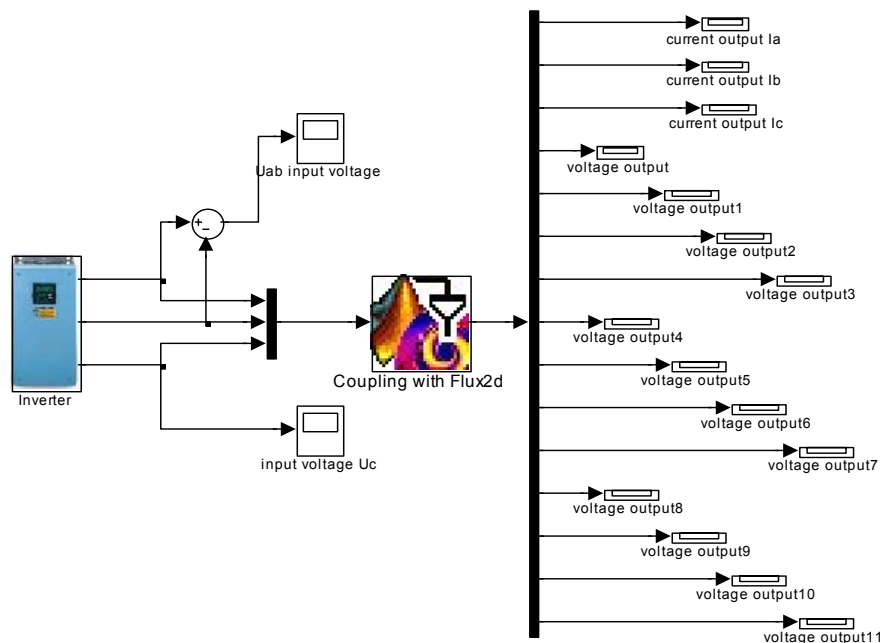 current output Ia
current output Ib
current output Ic
voltage output
Uab input voltage
voltage output1
+
−
voltage output2
voltage output3
voltage output4
Coupling with Flux2d
voltage output5
Inverter
voltage output6
input voltage Uc
voltage output7
voltage output8
voltage output9
voltage output10
voltage output11